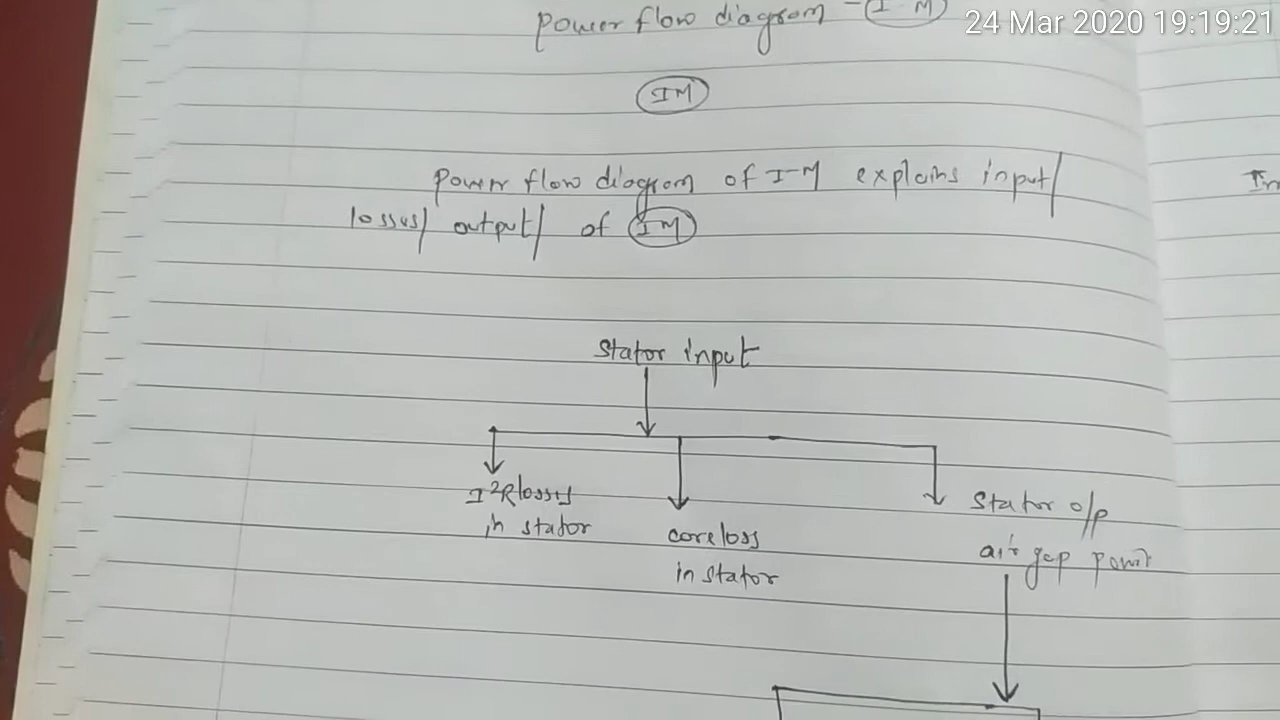 power flow diagram - I M
24 Mar 2020 19:19:21
IM
power flow diagram of I-M explains input/
losses/ output/ of IM
Stator input
I²R losses
in stator
core loss
in stator
Stator o/p
air gap power